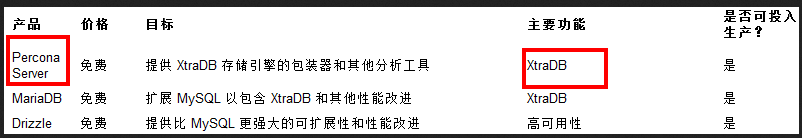 产品 价格 目标 主要功能 是否可投入生产？
Percona Server 免费 提供 XtraDB 存储引擎的包装器和其他分析工具 XtraDB 是
MariaDB 免费 扩展 MySQL 以包含 XtraDB 和其他性能改进 XtraDB 是
Drizzle 免费 提供比 MySQL 更强大的可扩展性和性能改进 高可用性 是